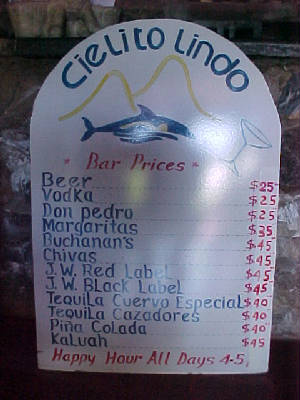 Cielito Lindo
* Bar Prices *
Beer $25
Vodka $25
Don pedro $25
Margaritas $35
Buchanan's $45
Chivas $45
J.W. Red Label $45
J.W. Black Label $45
Tequila Cuervo Especial $40
Tequila Cazadores $40
Piña Colada $40
Kaluah $45
Happy Hour All Days 4-5,